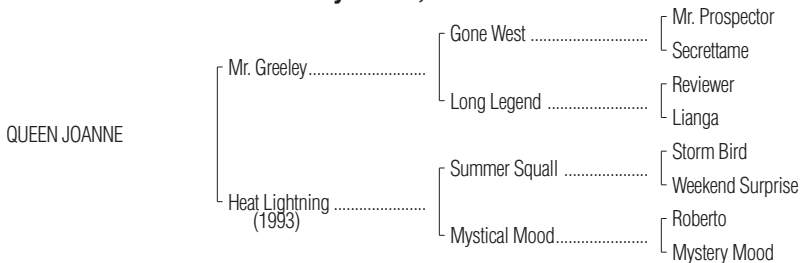 Mr. Prospector
Gone West ..............................
Secrettame
Mr. Greeley..............................
Reviewer
Long Legend ..........................
Lianga
QUEEN JOANNE
Storm Bird
Summer Squall ......................
Weekend Surprise
Heat Lightning ........................
(1993)
Roberto
Mystical Mood........................
Mystery Mood